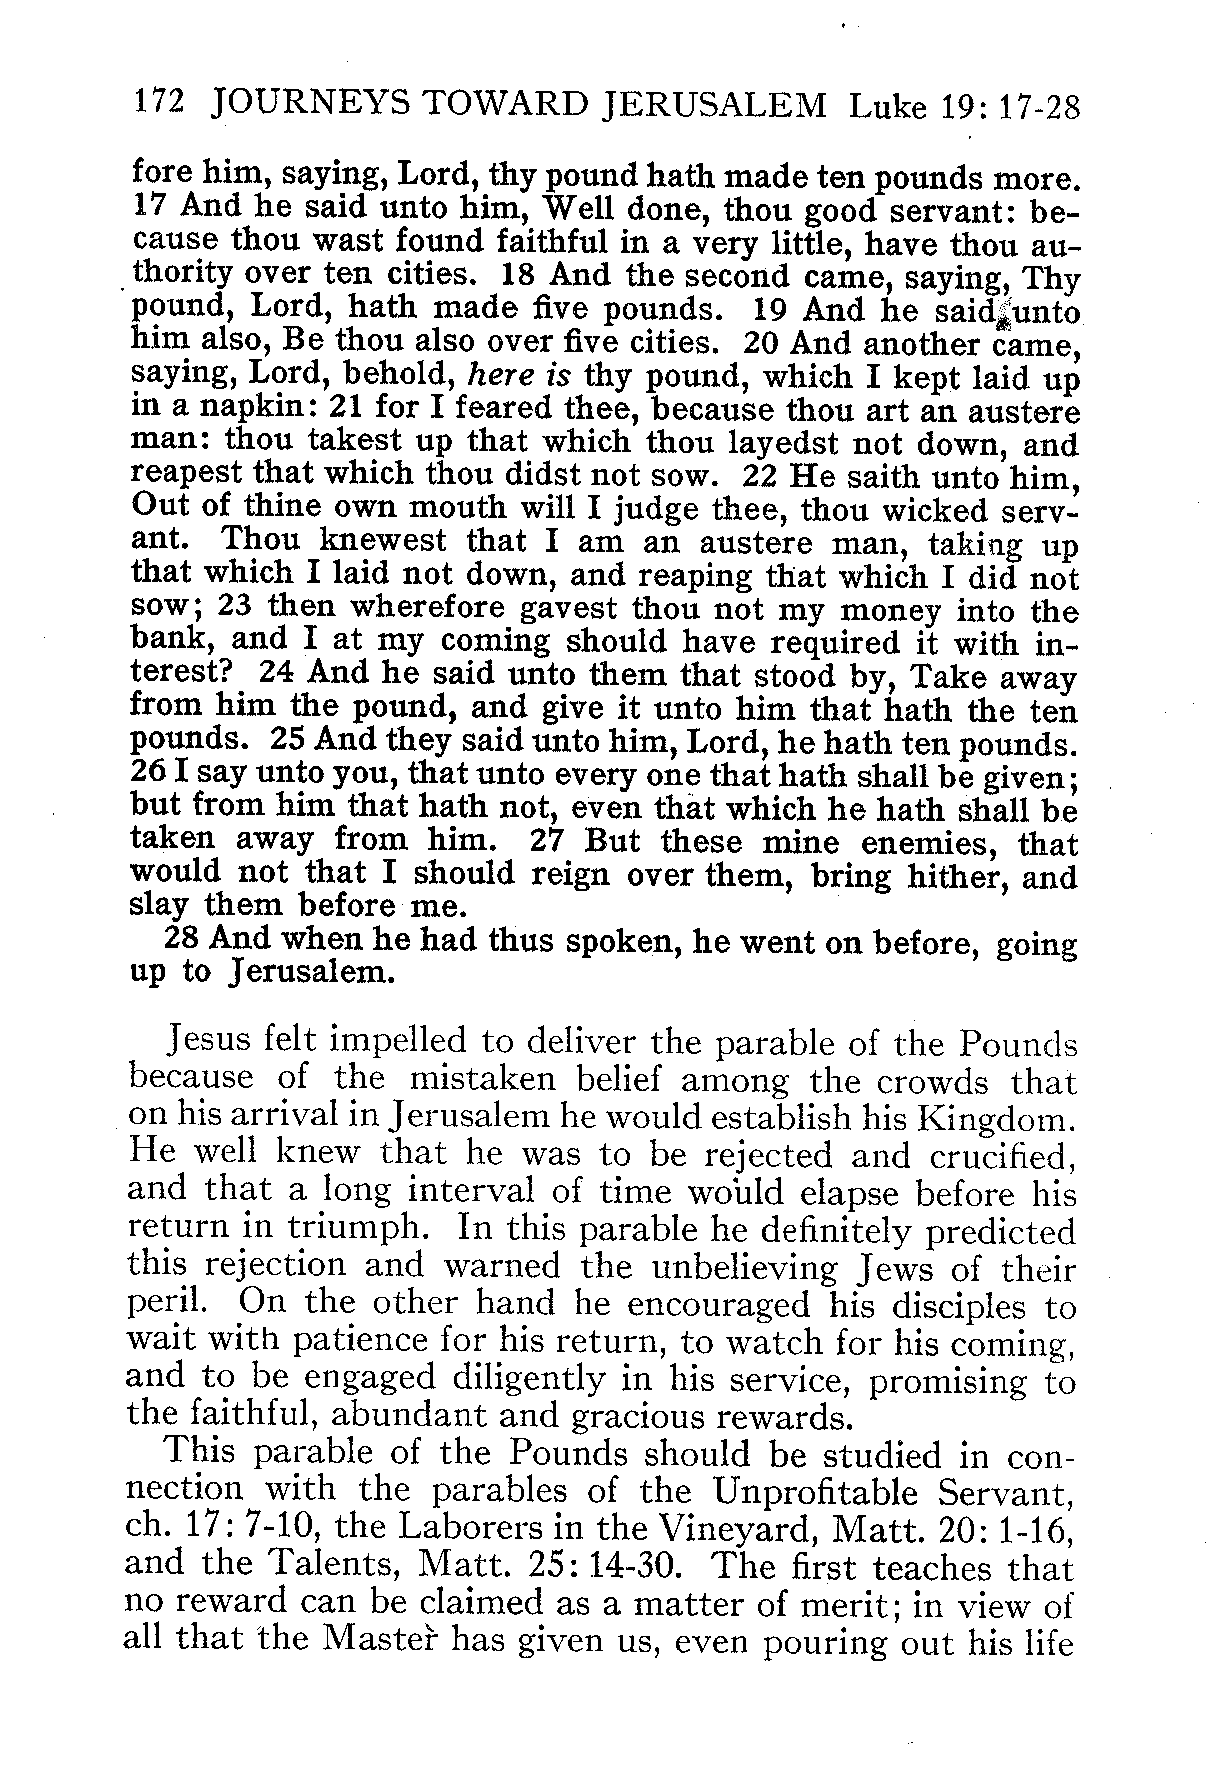 172 JOURNEYS TOWARD JERUSALEM Luke 19: 17-28
fore him, saying, Lord, thy pound hath made ten pounds more.
17 And he said unto him, Well done, thou good servant: be-
cause thou wast found faithful in a very little, have thou au-
thority over ten cities. 18 And the second came, saying, Thy
pound, Lord, hath made five pounds. 19 And he said unto
him also, Be thou also over five cities. 20 And another came,
saying, Lord, behold, here is thy pound, which I kept laid up
in a napkin: 21 for I feared thee, because thou art an austere
man: thou takest up that which thou layedst not down, and
reapest that which thou didst not sow. 22 He saith unto him,
Out of thine own mouth will I judge thee, thou wicked serv-
ant. Thou knewest that I am an austere man, taking up
that which I laid not down, and reaping that which I did not
sow; 23 then wherefore gavest thou not my money into the
bank, and I at my coming should have required it with in-
terest? 24 And he said unto them that stood by, Take away
from him the pound, and give it unto him that hath the ten
pounds. 25 And they said unto him, Lord, he hath ten pounds.
26 I say unto you, that unto every one that hath shall be given;
but from him that hath not, even that which he hath shall be
taken away from him. 27 But these mine enemies, that
would not that I should reign over them, bring hither, and
slay them before me.
28 And when he had thus spoken, he went on before, going
up to Jerusalem.
Jesus felt impelled to deliver the parable of the Pounds
because of the mistaken belief among the crowds that
on his arrival in Jerusalem he would establish his Kingdom.
He well knew that he was to be rejected and crucified,
and that a long interval of time would elapse before his
return in triumph. In this parable he definitely predicted
this rejection and warned the unbelieving Jews of their
peril. On the other hand he encouraged his disciples to
wait with patience for his return, to watch for his coming,
and to be engaged diligently in his service, promising to
the faithful, abundant and gracious rewards.
This parable of the Pounds should be studied in con-
nection with the parables of the Unprofitable Servant,
ch. 17: 7-10, the Laborers in the Vineyard, Matt. 20: 1-16,
and the Talents, Matt. 25: 14-30. The first teaches that
no reward can be claimed as a matter of merit; in view of
all that the Master has given us, even pouring out his life